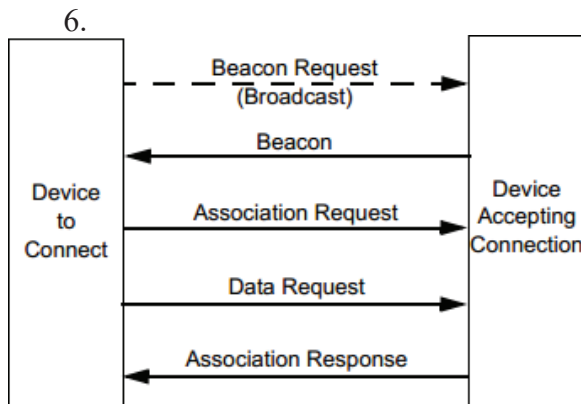 6.
Beacon Request
(Broadcast)
Beacon
Device
to
Connect
Association Request
Device
Accepting
Connection
Data Request
Association Response